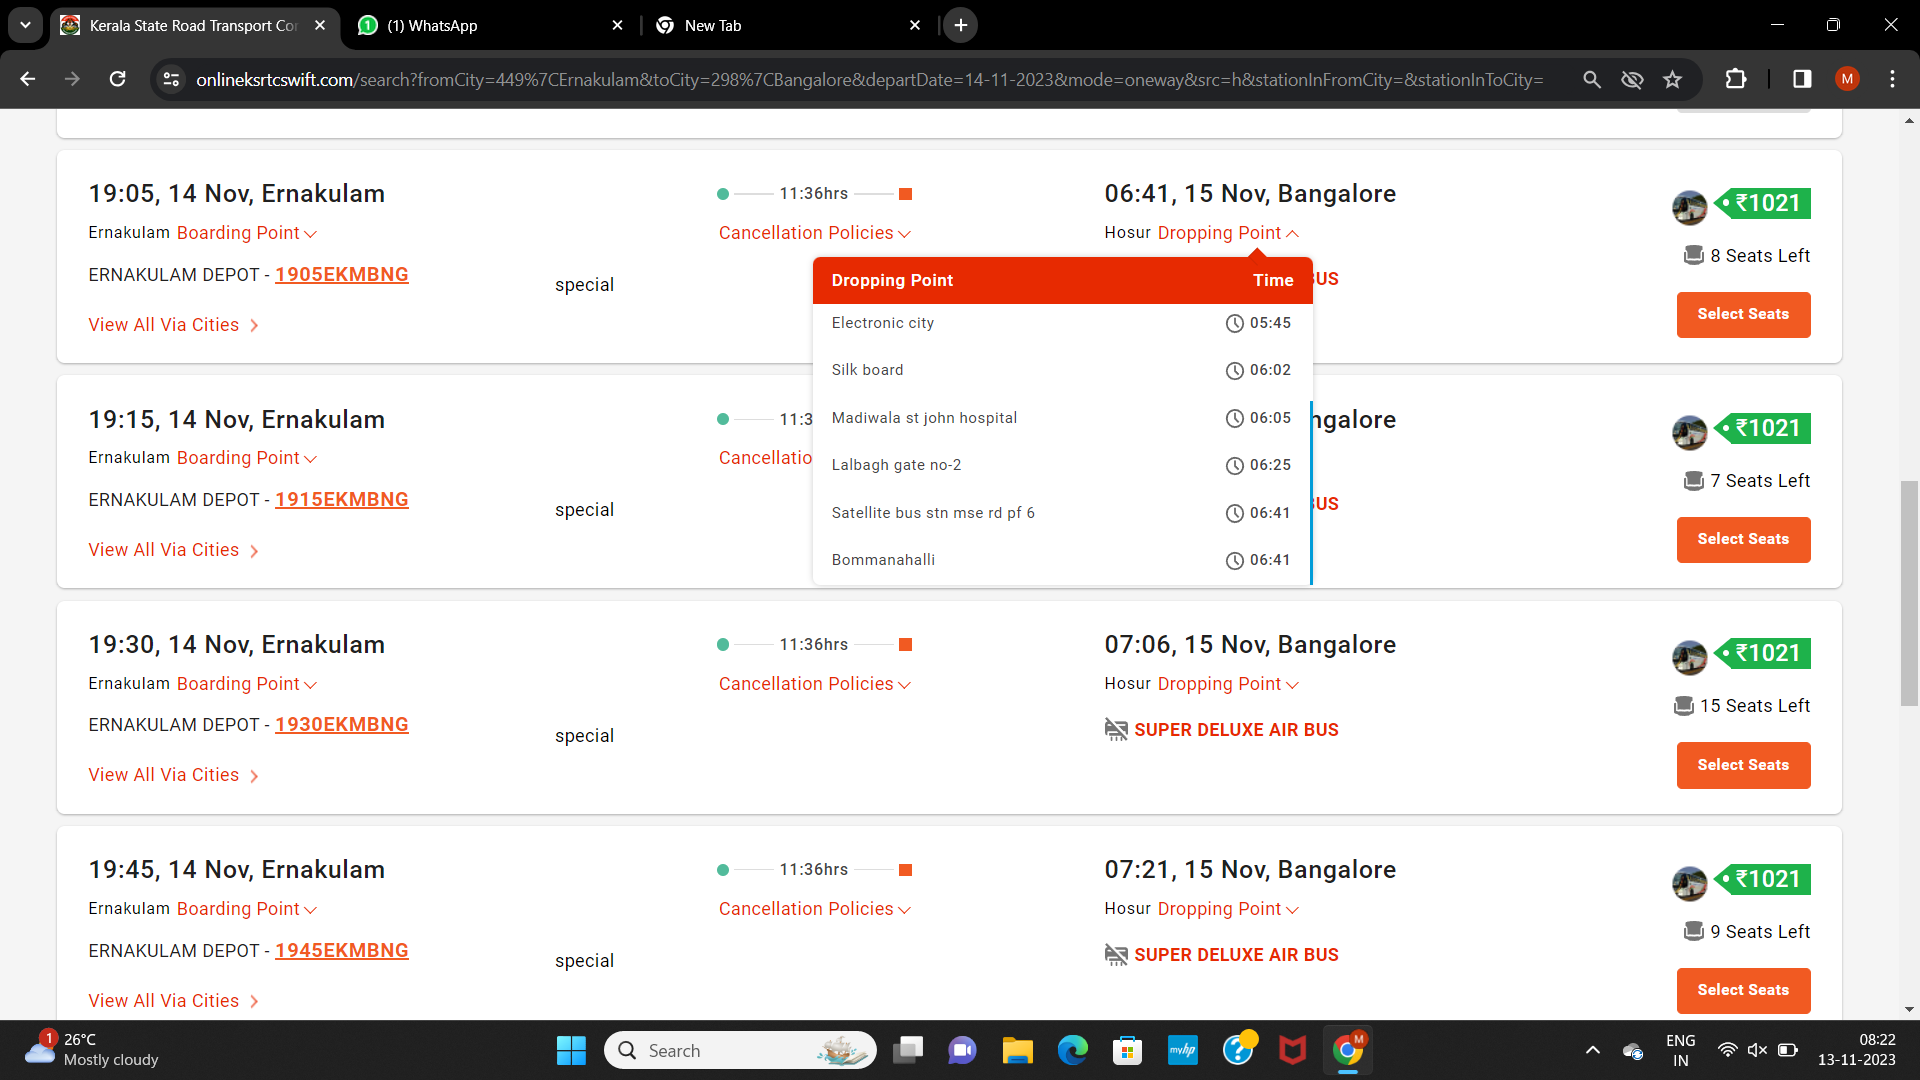 Kerala State Road Transport Cor
(1) WhatsApp
New Tab
onlineksrtcswift.com/search?fromCity=449%7CErnakulam&toCity=298%7CBangalore&departDate=14-11-2023&mode=oneway&src=h&stationInFromCity=&stationInToCity=
M
19:05, 14 Nov, Ernakulam
11:36hrs
06:41, 15 Nov, Bangalore
₹1021
Ernakulam Boarding Point
Cancellation Policies
Hosur Dropping Point
8 Seats Left
ERNAKULAM DEPOT - 1905EKMBNG
special
BUS
Select Seats
View All Via Cities
Dropping Point Time
Electronic city 05:45
Silk board 06:02
Madiwala st john hospital 06:05
Lalbagh gate no-2 06:25
Satellite bus stn mse rd pf 6 06:41
Bommanahalli 06:41
19:15, 14 Nov, Ernakulam
11:3
ngalore
₹1021
Ernakulam Boarding Point
Cancellatio
7 Seats Left
ERNAKULAM DEPOT - 1915EKMBNG
special
BUS
Select Seats
View All Via Cities
19:30, 14 Nov, Ernakulam
11:36hrs
07:06, 15 Nov, Bangalore
₹1021
Ernakulam Boarding Point
Cancellation Policies
Hosur Dropping Point
15 Seats Left
ERNAKULAM DEPOT - 1930EKMBNG
special
SUPER DELUXE AIR BUS
Select Seats
View All Via Cities
19:45, 14 Nov, Ernakulam
11:36hrs
07:21, 15 Nov, Bangalore
₹1021
Ernakulam Boarding Point
Cancellation Policies
Hosur Dropping Point
9 Seats Left
ERNAKULAM DEPOT - 1945EKMBNG
special
SUPER DELUXE AIR BUS
Select Seats
View All Via Cities
1
26°C
Mostly cloudy
Search
myhp
M
ENG
IN
08:22
13-11-2023